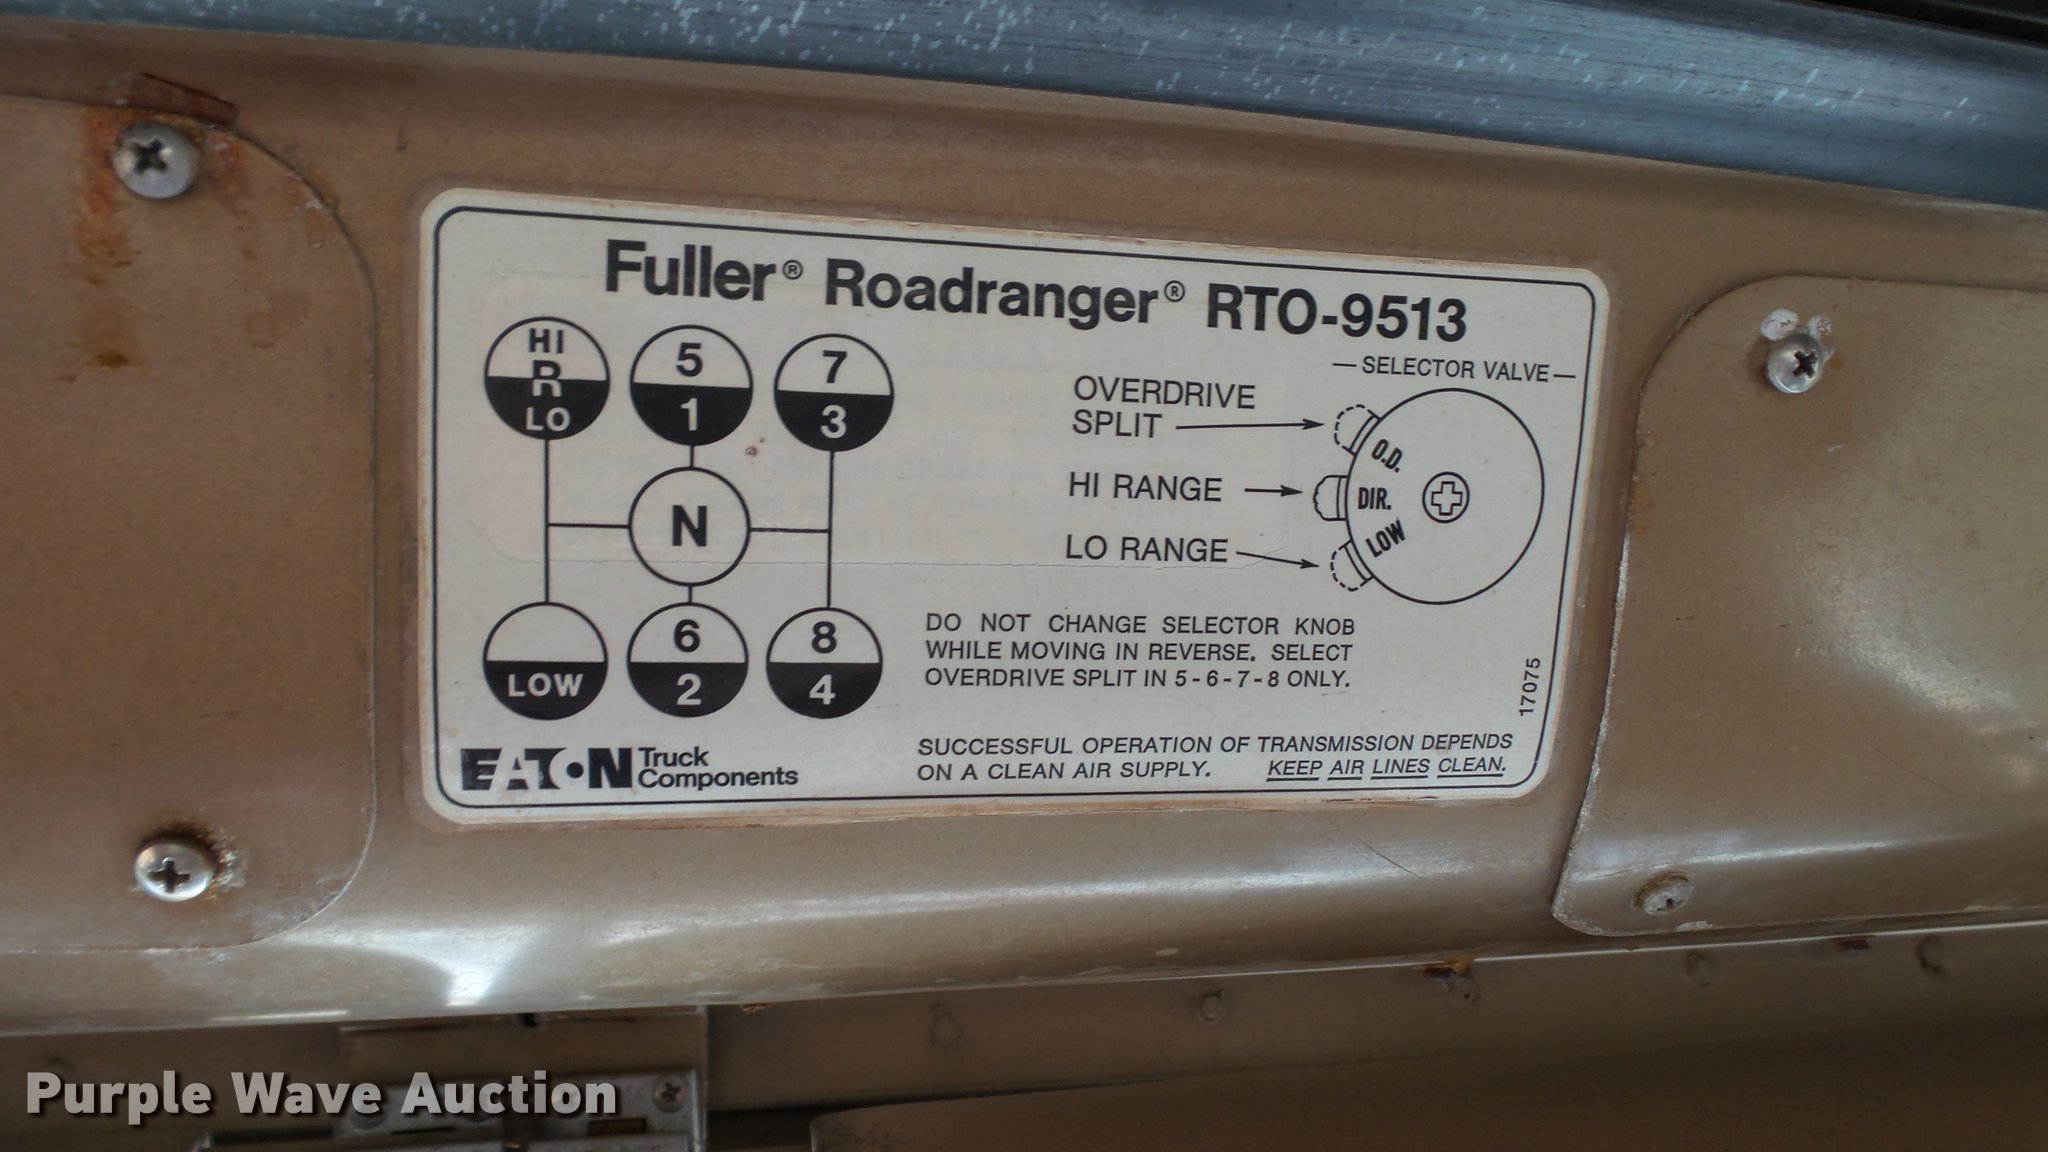 Fuller® Roadranger® RTO-9513
HI
R
LO
5
1
7
3
N
LOW
6
2
8
4
— SELECTOR VALVE —
OVERDRIVE
SPLIT
O.D.
HI RANGE
DIR.
LO RANGE
LOW
DO NOT CHANGE SELECTOR KNOB
WHILE MOVING IN REVERSE. SELECT
OVERDRIVE SPLIT IN 5-6-7-8 ONLY.
17075
EATON Truck
Components
SUCCESSFUL OPERATION OF TRANSMISSION DEPENDS
ON A CLEAN AIR SUPPLY. KEEP AIR LINES CLEAN.
Purple Wave Auction